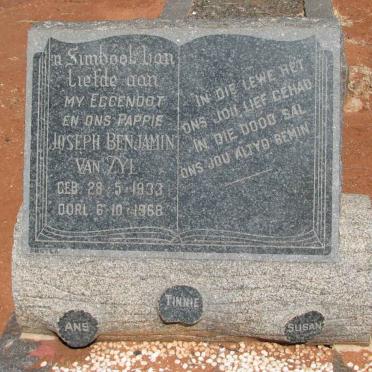 'n Simbool van
liefde aan
MY EGGENOOT
EN ONS PAPPIE
JOSEPH BENJAMIN
VAN ZYL
GEB. 28-5-1933
OORL. 6-10-1968
IN DIE LEWE HET
ONS JOU LIEF GEHAD
IN DIE DOOD SAL
ONS JOU ALTYD BEMIN
TINNIE
ANS
SUSAN